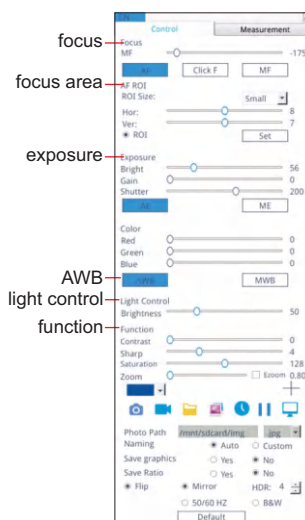 EN
Control Measurement
focus
Focus
MF -175
AF Click F MF
focus area
AF ROI
ROI Size: Small
Hor: 8
Ver: 7
ROI Set
exposure
Exposure
Bright 56
Gain 0
Shutter 200
AE ME
Color
Red 0
Green 0
Blue 0
AWB
AWB MWB
light control
Light Control
Brightness 50
function
Function
Contrast 0
Sharp 4
Saturation 128
Zoom Ezoom 0.80
Photo Path /mnt/sdcard/img .jpg
Naming Auto Custom
Save graphics Yes No
Save Ratio Yes No
Flip Mirror HDR: 4
50/60 HZ B&W
Default